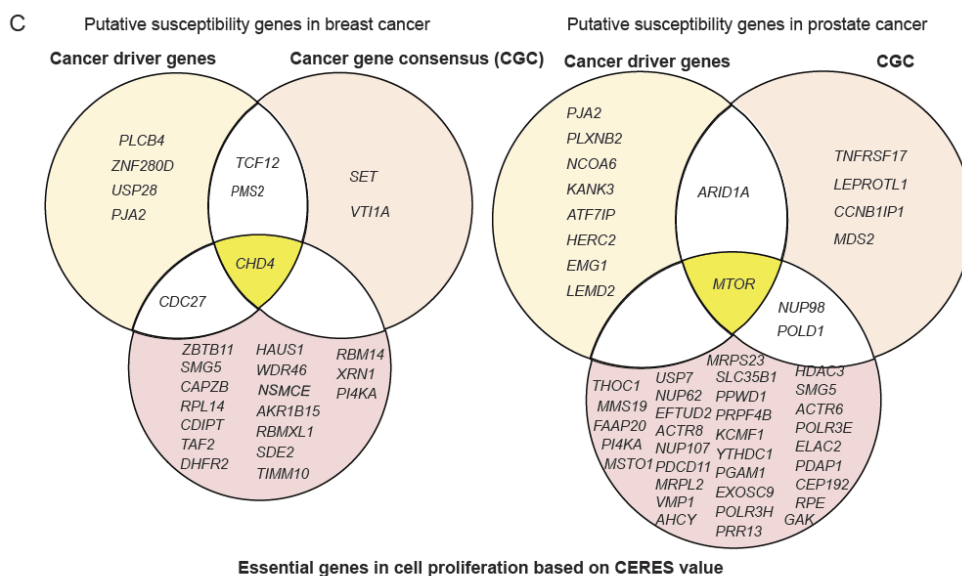 C
Putative susceptibility genes in breast cancer
Cancer driver genes
Cancer gene consensus (CGC)
PLCB4
ZNF280D
USP28
PJA2
TCF12
PMS2
SET
VTI1A
CHD4
CDC27
ZBTB11
SMG5
CAPZB
RPL14
CDIPT
TAF2
DHFR2
HAUS1
WDR46
NSMCE
AKR1B15
RBMXL1
SDE2
TIMM10
RBM14
XRN1
PI4KA
Putative susceptibility genes in prostate cancer
Cancer driver genes
CGC
PJA2
PLXNB2
NCOA6
KANK3
ATF7IP
HERC2
EMG1
LEMD2
ARID1A
TNFRSF17
LEPROTL1
CCNB1IP1
MDS2
MTOR
NUP98
POLD1
THOC1
MMS19
FAAP20
PI4KA
MSTO1
USP7
NUP62
EFTUD2
ACTR8
NUP107
PDCD11
MRPL2
VMP1
AHCY
MRPS23
SLC35B1
PPWD1
PRPF4B
KCMF1
YTHDC1
PGAM1
EXOSC9
POLR3H
PRR13
HDAC3
SMG5
ACTR6
POLR3E
ELAC2
PDAP1
CEP192
RPE
GAK
Essential genes in cell proliferation based on CERES value